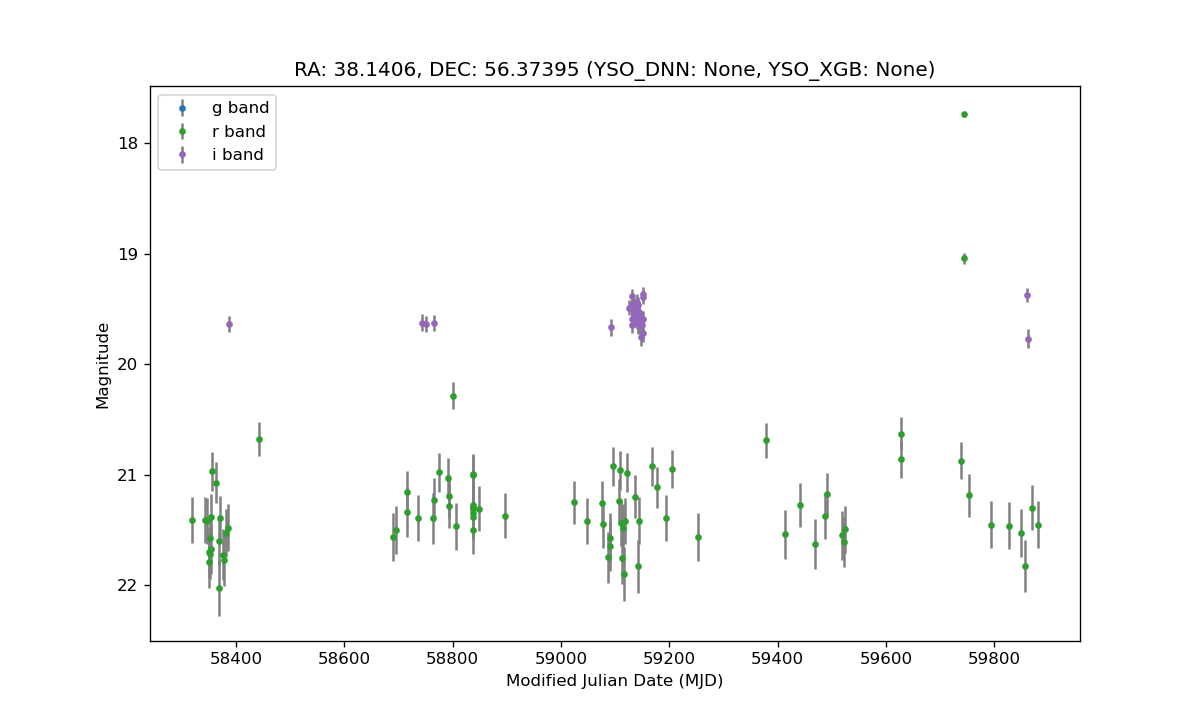 RA: 38.1406, DEC: 56.37395 (YSO_DNN: None, YSO_XGB: None)
g band
r band
i band
18
19
20
21
22
Magnitude
58400 58600 58800 59000 59200 59400 59600 59800
Modified Julian Date (MJD)